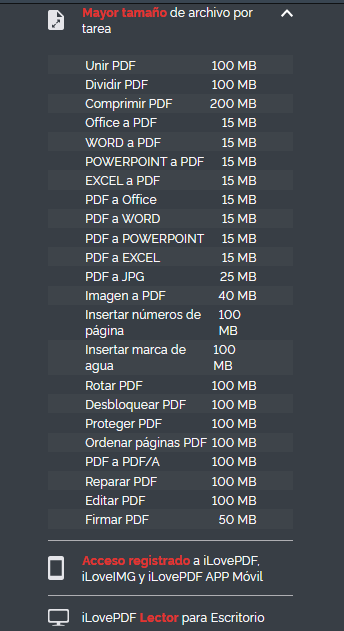 Mayor tamaño de archivo por
tarea
Unir PDF 100 MB
Dividir PDF 100 MB
Comprimir PDF 200 MB
Office a PDF 15 MB
WORD a PDF 15 MB
POWERPOINT a PDF 15 MB
EXCEL a PDF 15 MB
PDF a Office 15 MB
PDF a WORD 15 MB
PDF a POWERPOINT 15 MB
PDF a EXCEL 15 MB
PDF a JPG 25 MB
Imagen a PDF 40 MB
Insertar números de 100
página MB
Insertar marca de 100
agua MB
Rotar PDF 100 MB
Desbloquear PDF 100 MB
Proteger PDF 100 MB
Ordenar páginas PDF 100 MB
PDF a PDF/A 100 MB
Reparar PDF 100 MB
Editar PDF 100 MB
Firmar PDF 50 MB
Acceso registrado a iLovePDF,
iLoveIMG y iLovePDF APP Móvil
iLovePDF Lector para Escritorio